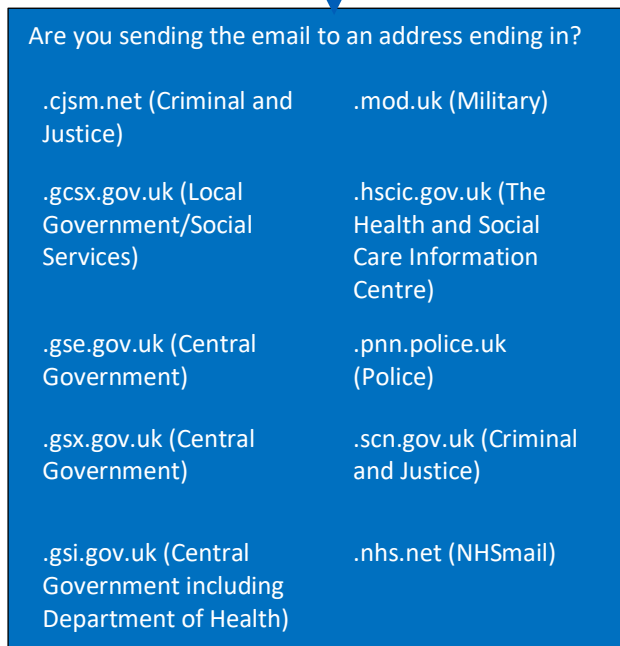 Are you sending the email to an address ending in?
.cjsm.net (Criminal and
Justice)
.mod.uk (Military)
.gcsx.gov.uk (Local
Government/Social
Services)
.hscic.gov.uk (The
Health and Social
Care Information
Centre)
.gse.gov.uk (Central
Government)
.pnn.police.uk
(Police)
.gsx.gov.uk (Central
Government)
.scn.gov.uk (Criminal
and Justice)
.gsi.gov.uk (Central
Government including
Department of Health)
.nhs.net (NHSmail)